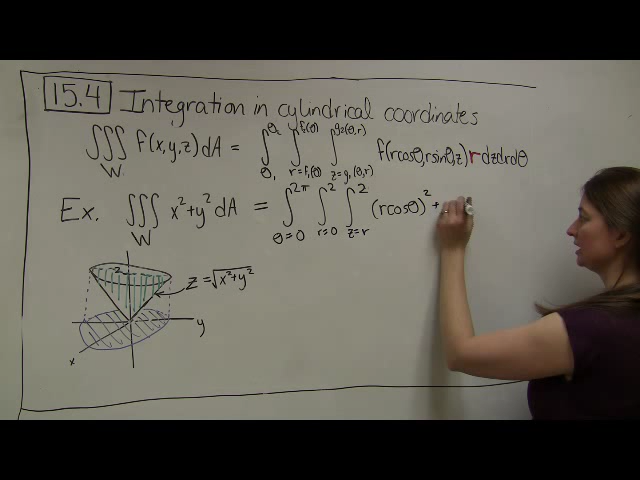 15.4 Integration in cylindrical coordinates
∭_W f(x,y,z) dA = ∫_{θ₁}^{θ₂} ∫_{r=f₁(θ)}^{f₂(θ)} ∫_{z=g₁(θ,r)}^{g₂(θ,r)} f(rcosθ, rsinθ, z) r dz dr dθ
Ex. ∭_W x²+y² dA = ∫_{θ=0}^{2π} ∫_{r=0}^{2} ∫_{z=r}^{2} (rcosθ)² +
2
z=√x²+y²
y
x